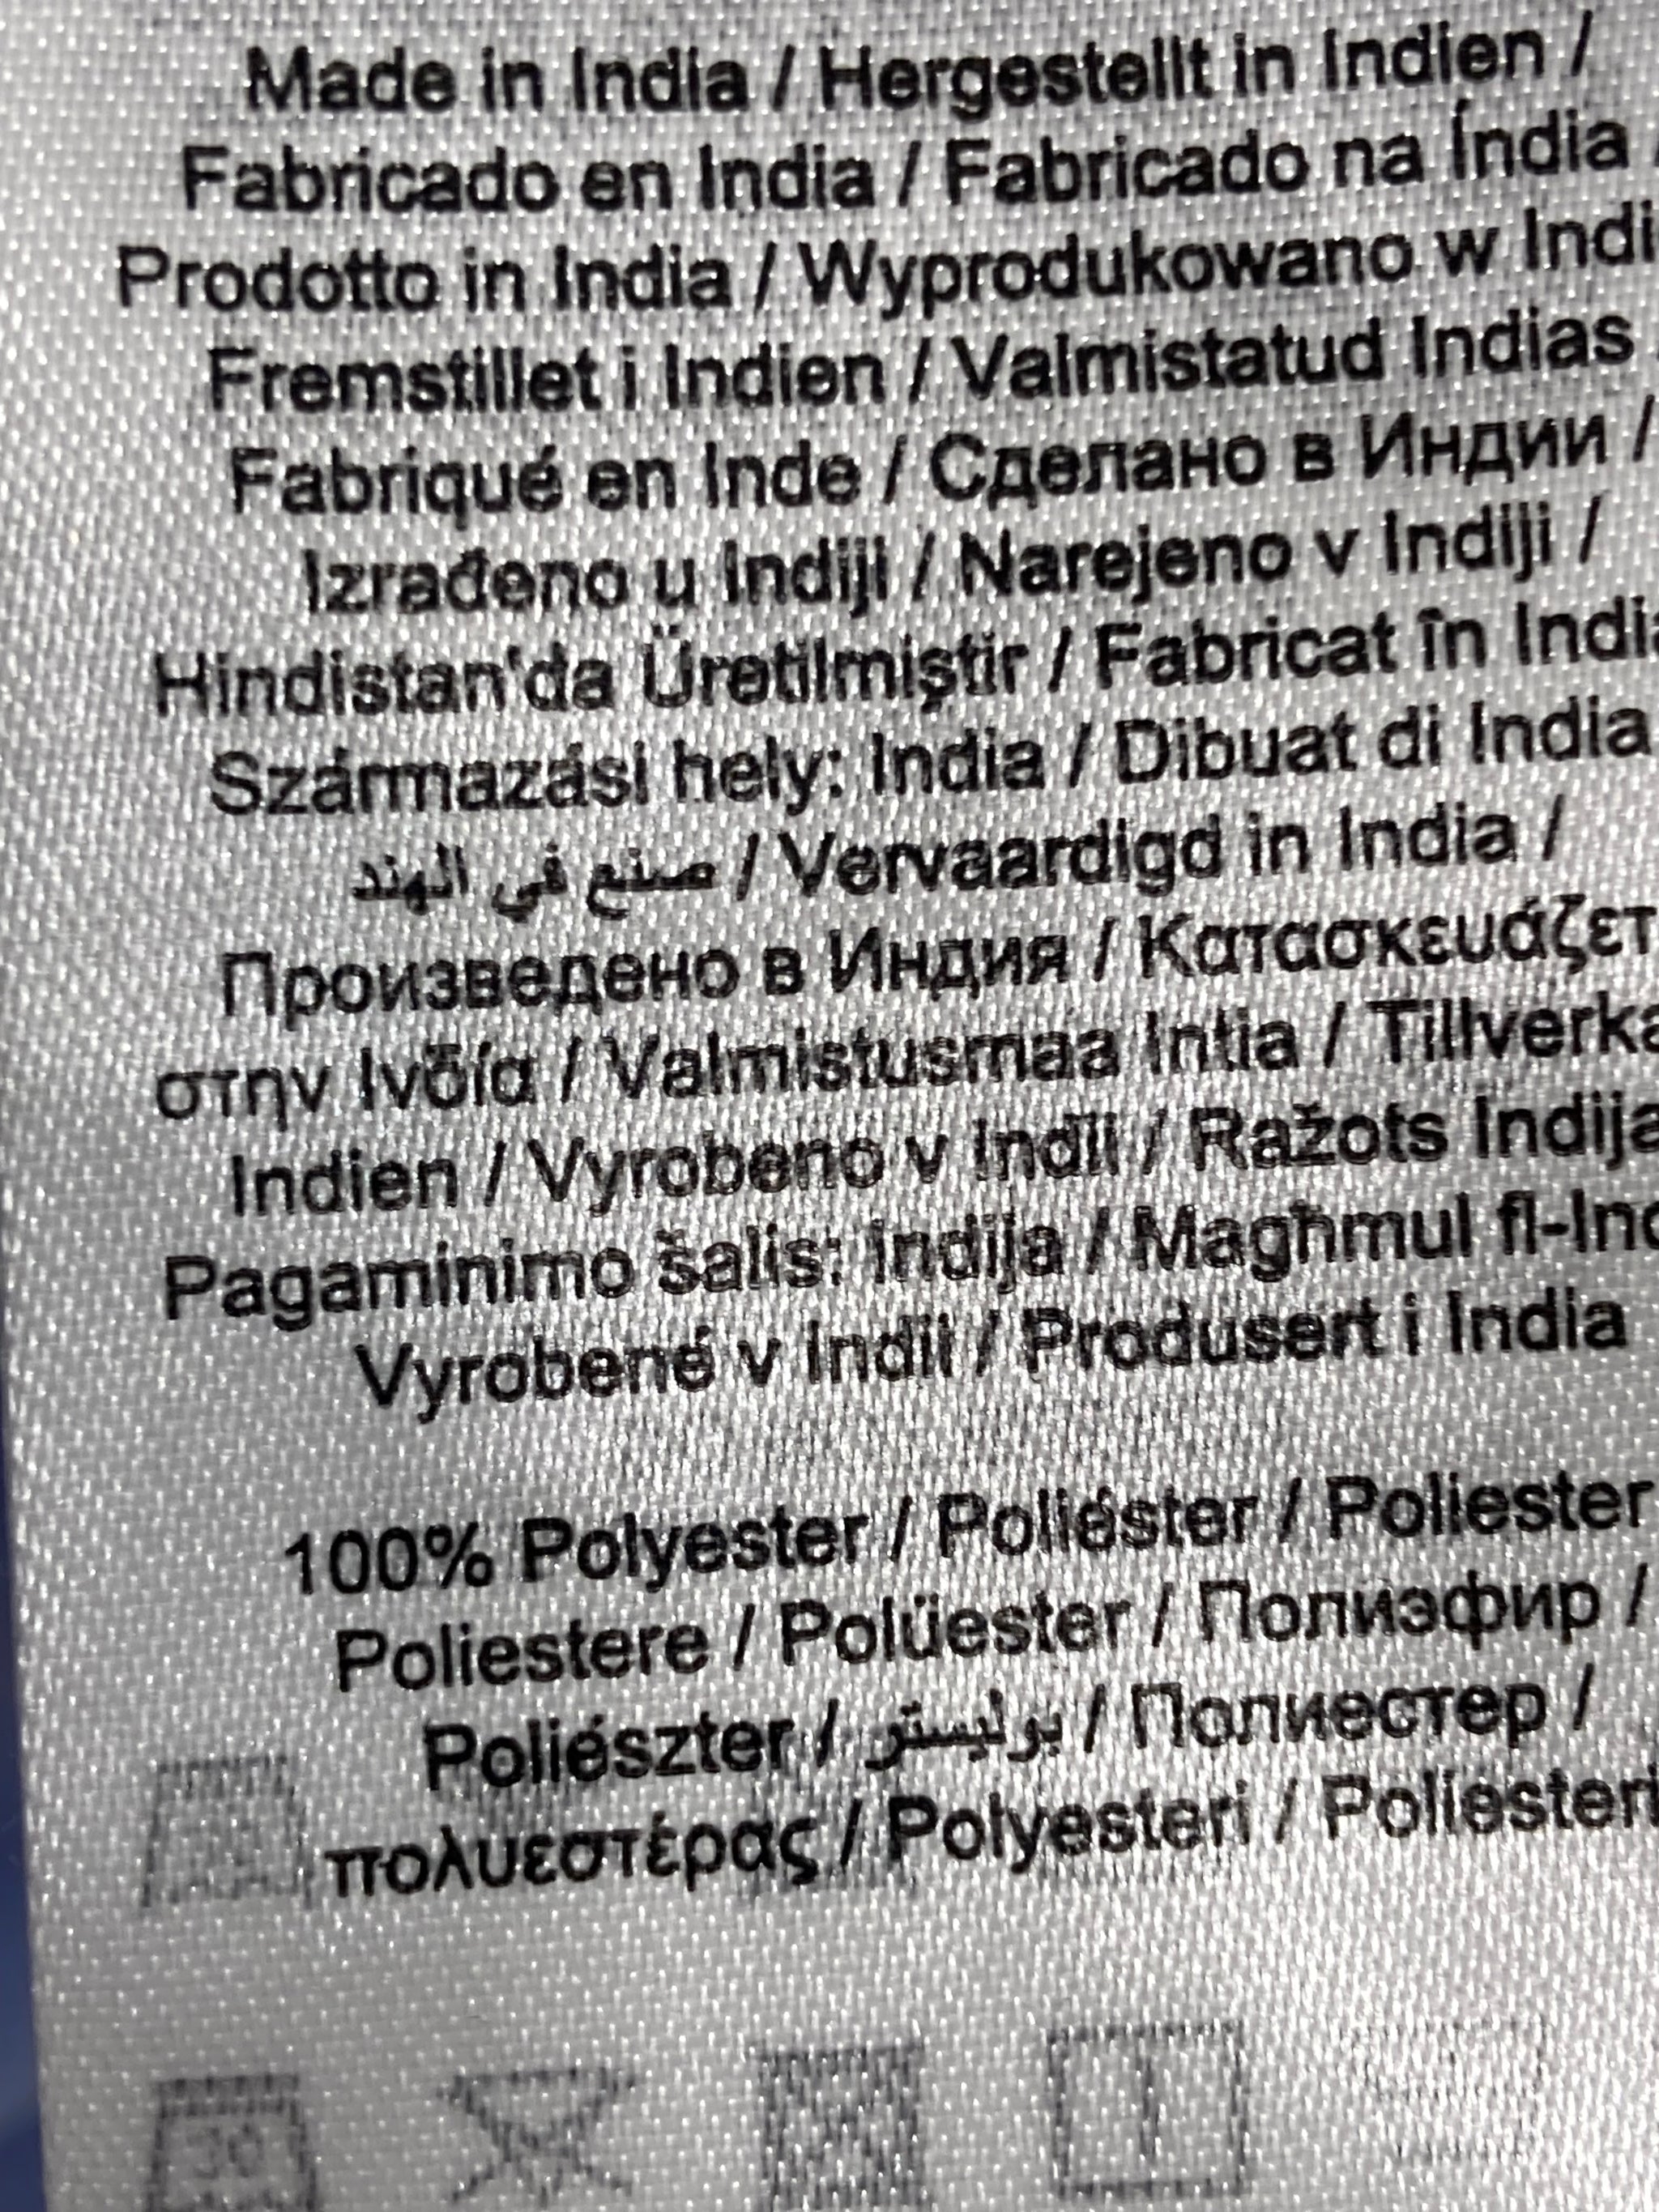 Made in India / Hergestellt in Indien /
Fabricado en India / Fabricado na Índia /
Prodotto in India / Wyprodukowano w Indi
Fremstillet i Indien / Valmistatud Indias /
Fabriqué en Inde / Сделано в Индии /
Izrađeno u Indiji / Narejeno v Indiji /
Hindistan'da Üretilmiştir / Fabricat în India
Származási hely: India / Dibuat di India
صنع في الهند / Vervaardigd in India /
Произведено в Индия / Κατασκευάζετ
στην Ινδία / Valmistusmaa Intia / Tillverka
Indien / Vyrobeno v Indii / Ražots Indija
Pagaminimo šalis: Indija / Magħmul fl-Ind
Vyrobené v Indii / Produsert i India
100% Polyester / Poliéster / Poliester
Poliestere / Polüester / Полиэфир /
Poliészter / بوليستر / Полиестер /
πολυεστέρας / Polyesteri / Poliesteri
30